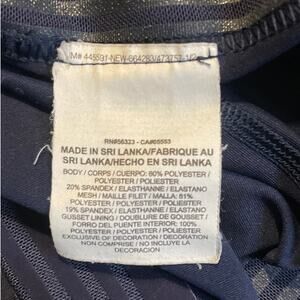 RN#56323 - CA#05553
MADE IN SRI LANKA/FABRIQUE AU
SRI LANKA/HECHO EN SRI LANKA
BODY / CORPS / CUERPO: 80% POLYESTER /
POLYESTER / POLIESTER
20% SPANDEX / ELASTHANNE / ELASTANO
MESH / MAILLE FILET / MALLA: 81%
POLYESTER / POLYESTER / POLIESTER
19% SPANDEX / ELASTHANNE / ELASTANO
GUSSET LINING / DOUBLURE DE GOUSSET /
FORRO DEL PUENTE INTERIOR: 100%
POLYESTER / POLYESTER / POLIESTER
EXCLUSIVE OF DECORATION / DECORATION
NON COMPRISE / NO INCLUYE LA
DECORACION